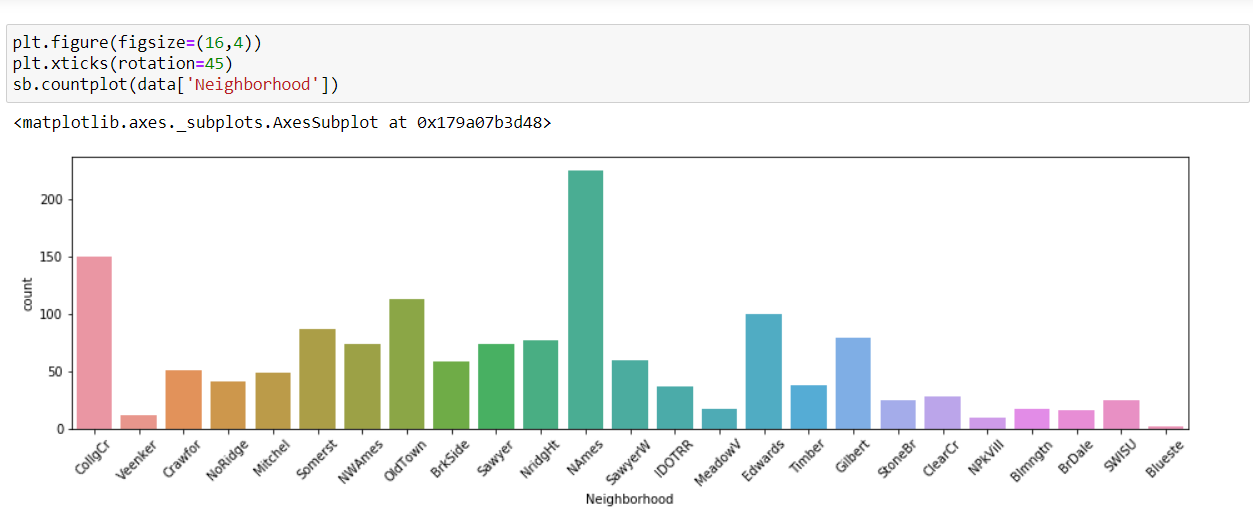 plt.figure(figsize=(16,4))
plt.xticks(rotation=45)
sb.countplot(data['Neighborhood'])
<matplotlib.axes._subplots.AxesSubplot at 0x179a07b3d48>
200
150
100
50
0
count
CollgCr
Veenker
Crawfor
NoRidge
Mitchel
Somerst
NWAmes
OldTown
BrkSide
Sawyer
NridgHt
NAmes
SawyerW
IDOTRR
MeadowV
Edwards
Timber
Gilbert
StoneBr
ClearCr
NPkVill
Blmngtn
BrDale
SWISU
Blueste
Neighborhood